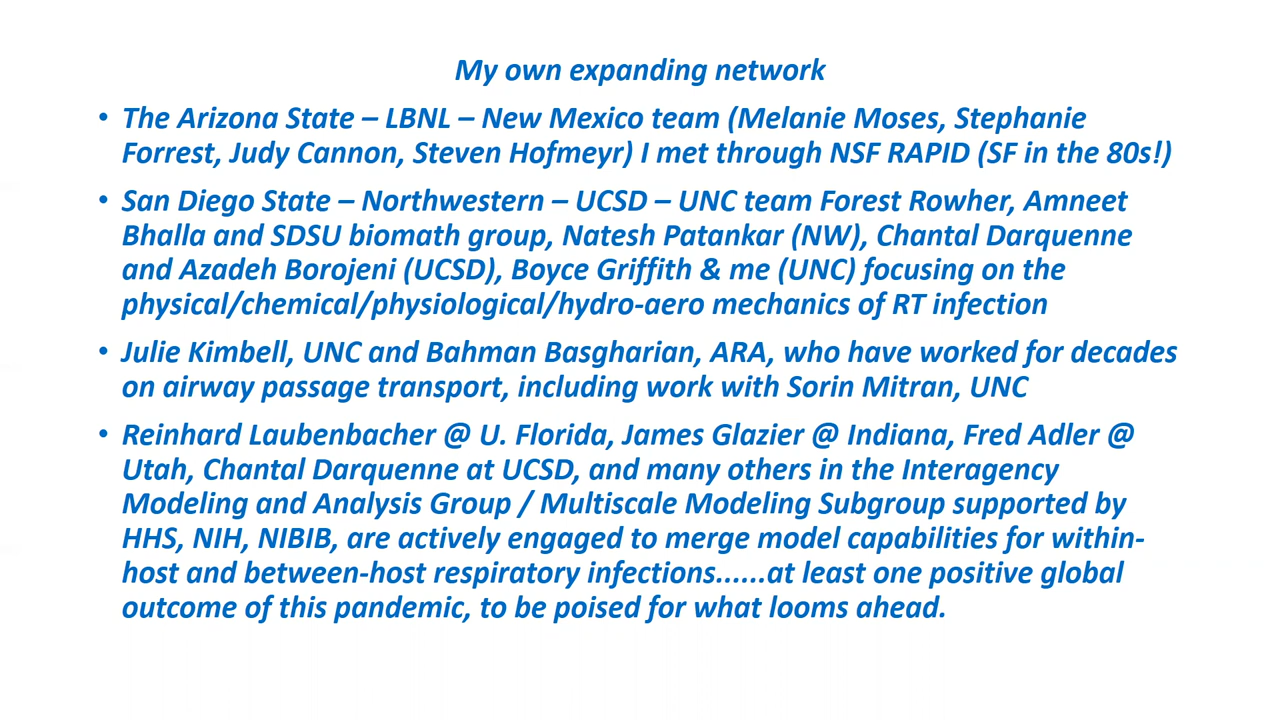 My own expanding network
• The Arizona State – LBNL – New Mexico team (Melanie Moses, Stephanie
Forrest, Judy Cannon, Steven Hofmeyr) I met through NSF RAPID (SF in the 80s!)
• San Diego State – Northwestern – UCSD – UNC team Forest Rowher, Amneet
Bhalla and SDSU biomath group, Natesh Patankar (NW), Chantal Darquenne
and Azadeh Borojeni (UCSD), Boyce Griffith & me (UNC) focusing on the
physical/chemical/physiological/hydro-aero mechanics of RT infection
• Julie Kimbell, UNC and Bahman Basgharian, ARA, who have worked for decades
on airway passage transport, including work with Sorin Mitran, UNC
• Reinhard Laubenbacher @ U. Florida, James Glazier @ Indiana, Fred Adler @
Utah, Chantal Darquenne at UCSD, and many others in the Interagency
Modeling and Analysis Group / Multiscale Modeling Subgroup supported by
HHS, NIH, NIBIB, are actively engaged to merge model capabilities for within-
host and between-host respiratory infections......at least one positive global
outcome of this pandemic, to be poised for what looms ahead.